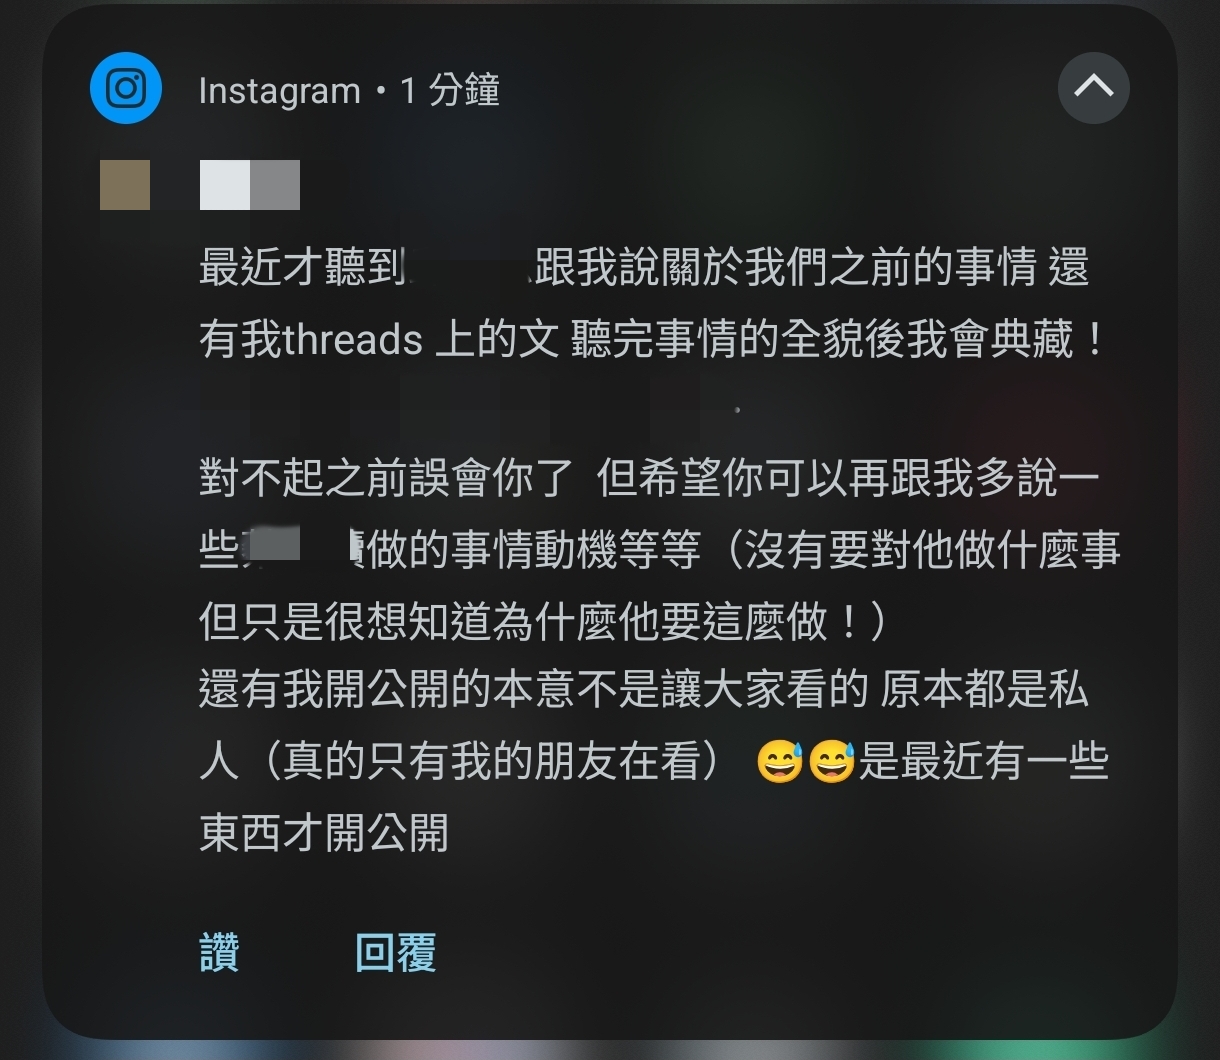 Instagram • 1 分鐘
最近才聽到 跟我說關於我們之前的事情 還
有我threads 上的文 聽完事情的全貌後我會典藏！
對不起之前誤會你了 但希望你可以再跟我多說一
些 做的事情動機等等（沒有要對他做什麼事
但只是很想知道為什麼他要這麼做！）
還有我開公開的本意不是讓大家看的 原本都是私
人（真的只有我的朋友在看） 😅😅是最近有一些
東西才開公開
讚 回覆